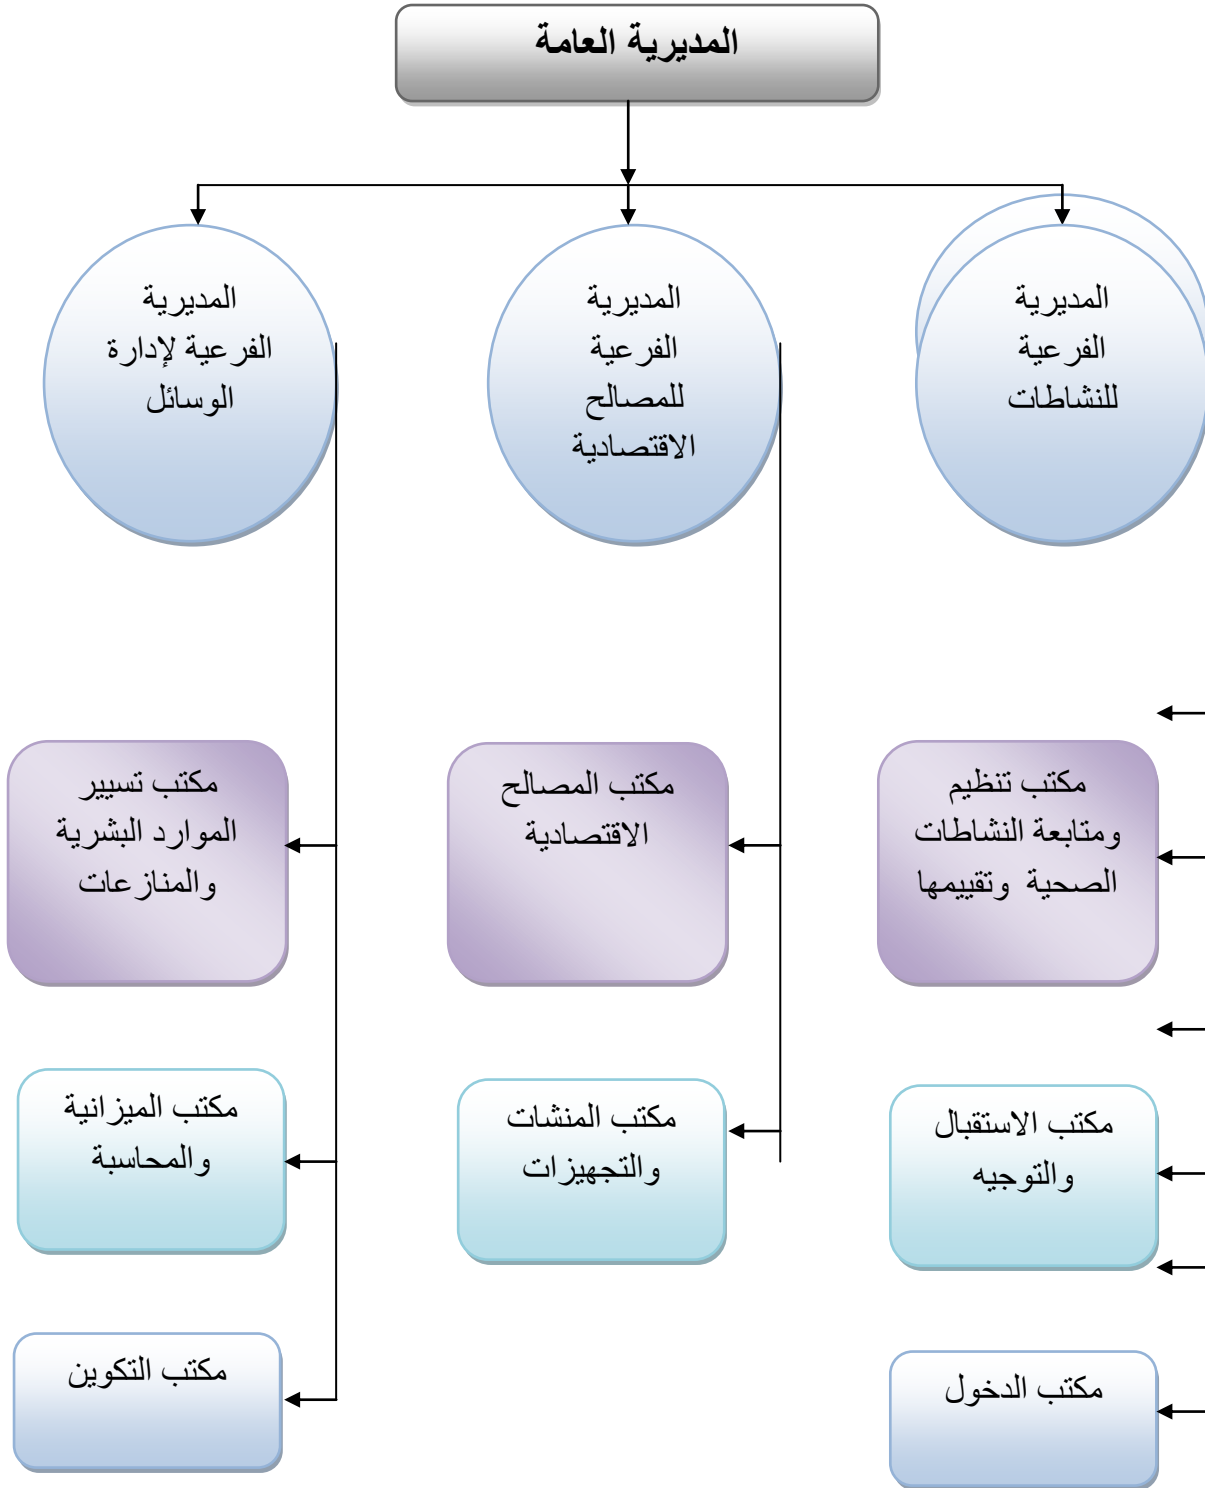 المديرية العامة
المديرية
الفرعية
للنشاطات
المديرية
الفرعية
للمصالح
الاقتصادية
المديرية
الفرعية لإدارة
الوسائل
مكتب تنظيم
ومتابعة النشاطات
الصحية وتقييمها
مكتب المصالح
الاقتصادية
مكتب تسيير
الموارد البشرية
والمنازعات
مكتب الاستقبال
والتوجيه
مكتب المنشات
والتجهيزات
مكتب الميزانية
والمحاسبة
مكتب الدخول
مكتب التكوين